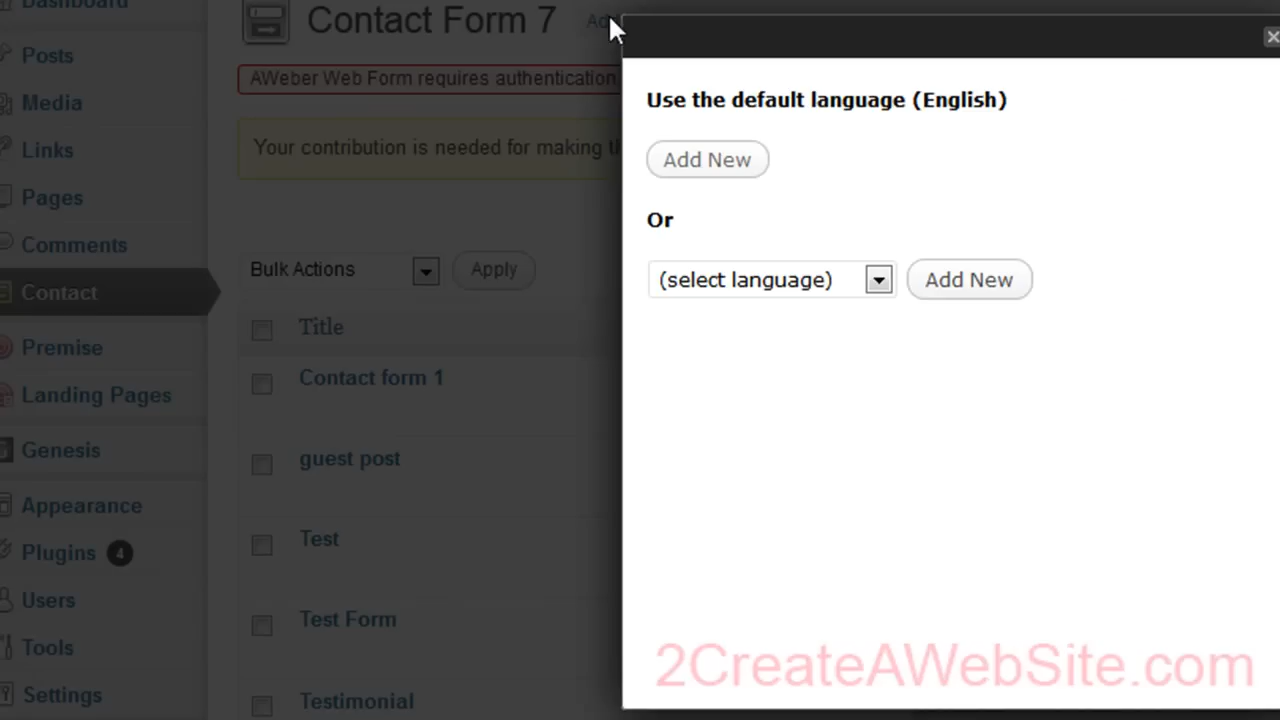 Dashboard
Posts
Media
Links
Pages
Comments
Contact
Premise
Landing Pages
Genesis
Appearance
Plugins 4
Users
Tools
Settings
Contact Form 7
AWeber Web Form requires authentication
Your contribution is needed for making
Bulk Actions
Apply
Title
Contact form 1
guest post
Test
Test Form
Testimonial
Use the default language (English)
Add New
Or
(select language) Add New
2CreateAWebSite.com